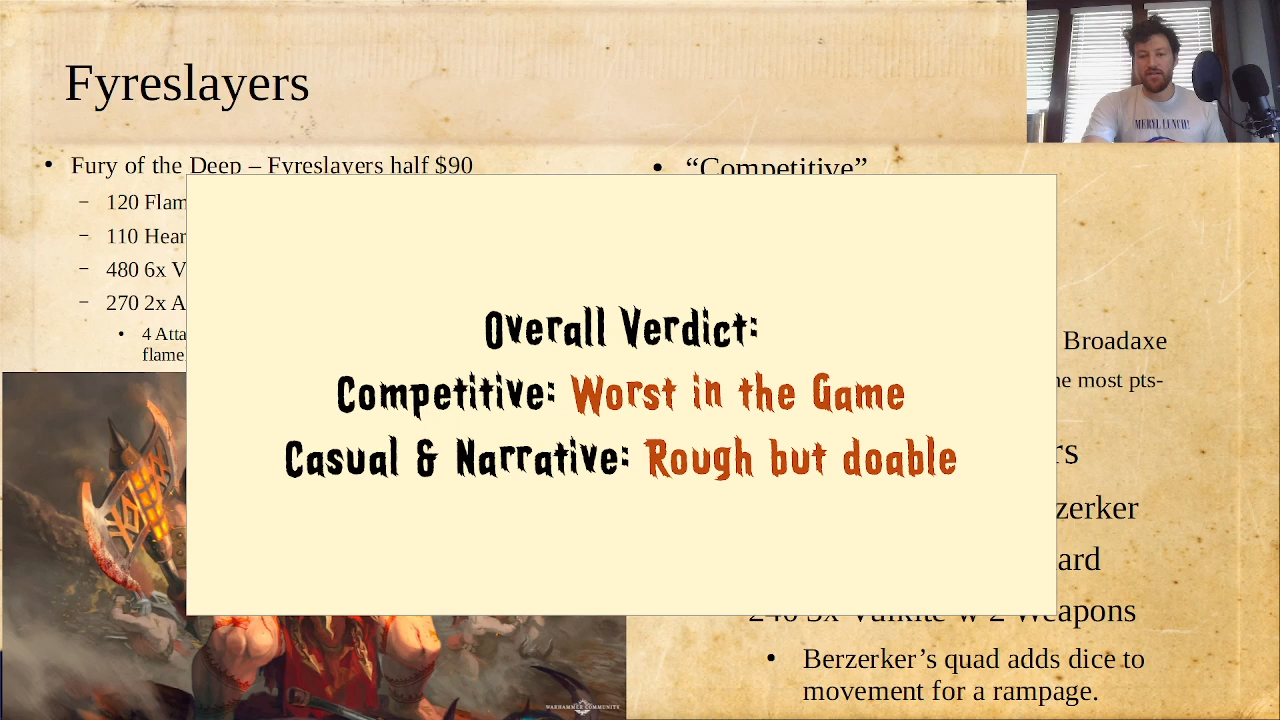 Fyreslayers
MERYL LUNCH!
• Fury of the Deep – Fyreslayers half $90
– 120 Flam
– 110 Hear
– 480 6x V
– 270 2x A
• 4 Atta
flame
• “Competitive”
Broadaxe
he most pts-
rs
zerker
ard
240 3x Vulkite w 2 Weapons
• Berzerker’s quad adds dice to
movement for a rampage.
Overall Verdict:
Competitive: Worst in the Game
Casual & Narrative: Rough but doable
WARHAMMER COMMUNITY